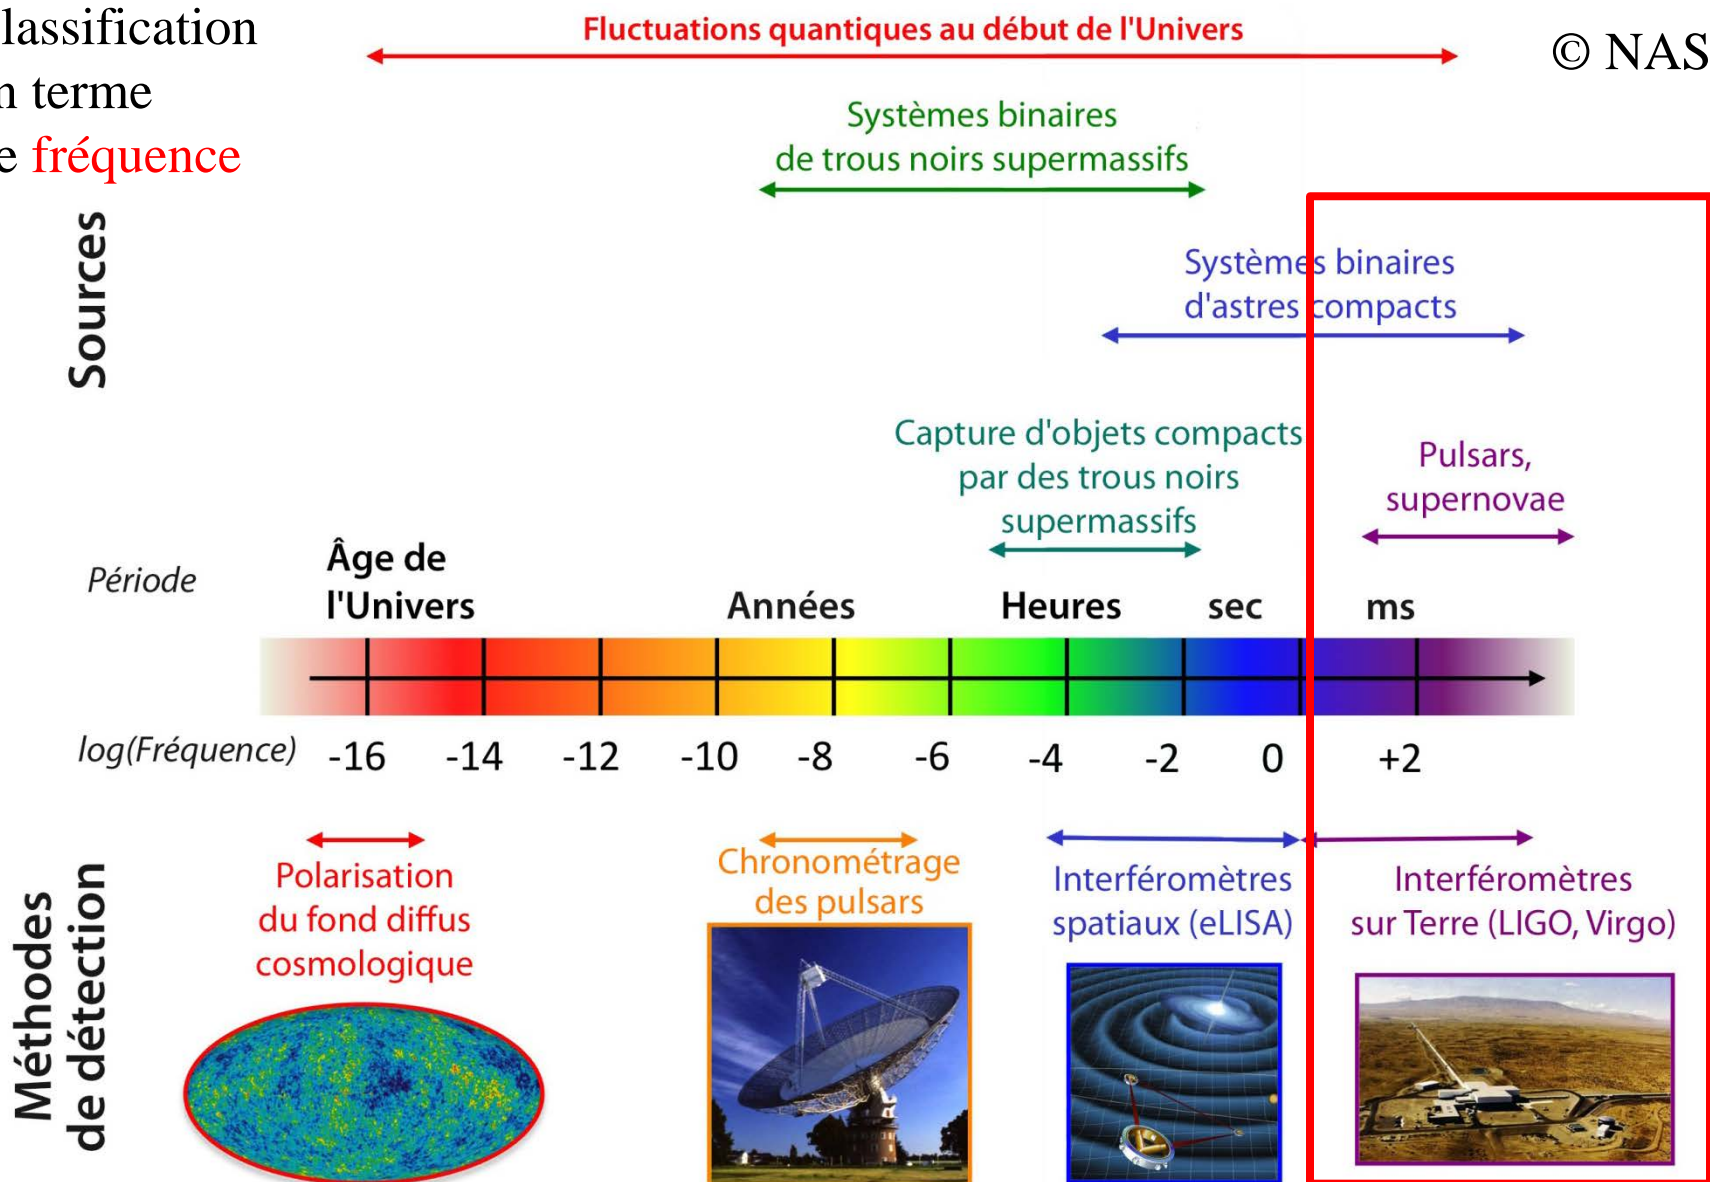 lassification
n terme
e fréquence
Fluctuations quantiques au début de l'Univers
© NAS
Systèmes binaires
de trous noirs supermassifs
Sources
Systèmes binaires
d'astres compacts
Capture d'objets compacts
par des trous noirs
supermassifs
Pulsars,
supernovae
Période
Âge de
l'Univers
Années
Heures
sec
ms
log(Fréquence)
-16
-14
-12
-10
-8
-6
-4
-2
0
+2
Méthodes
de détection
Polarisation
du fond diffus
cosmologique
Chronométrage
des pulsars
Interféromètres
spatiaux (eLISA)
Interféromètres
sur Terre (LIGO, Virgo)